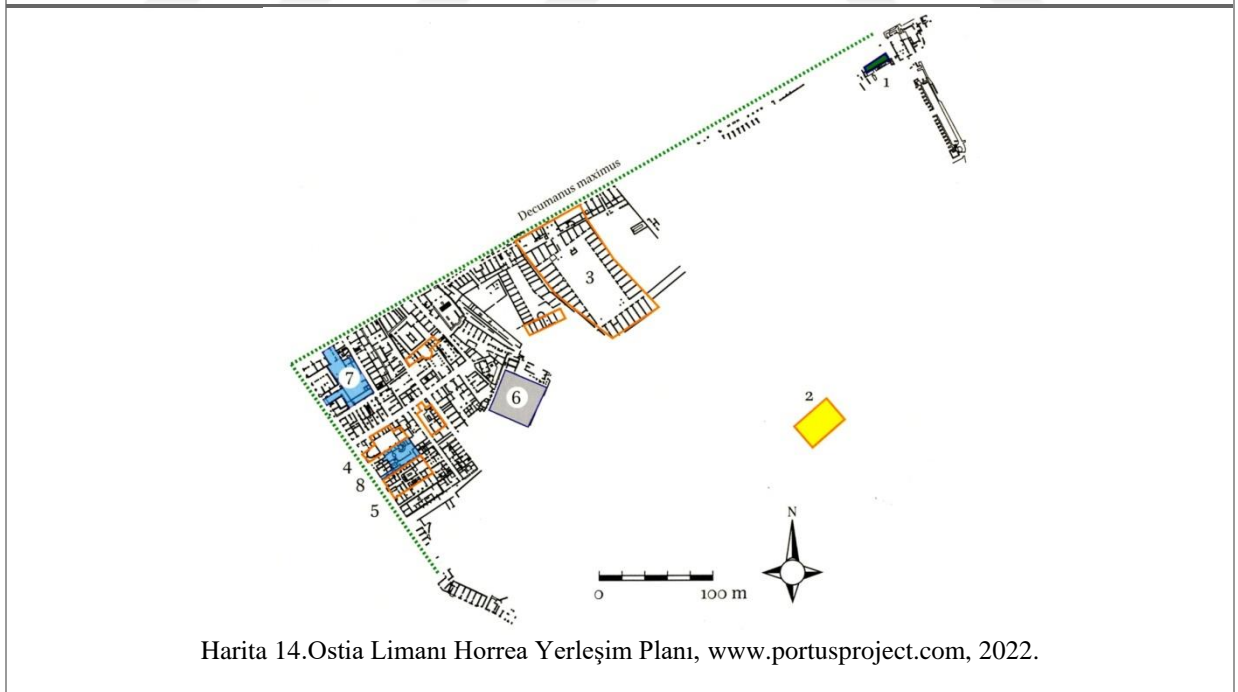 1
Decumanus maximus
3
7
6
2
4
8
5
N
0
100 m
Harita 14.Ostia Limanı Horrea Yerleşim Planı, www.portusproject.com, 2022.